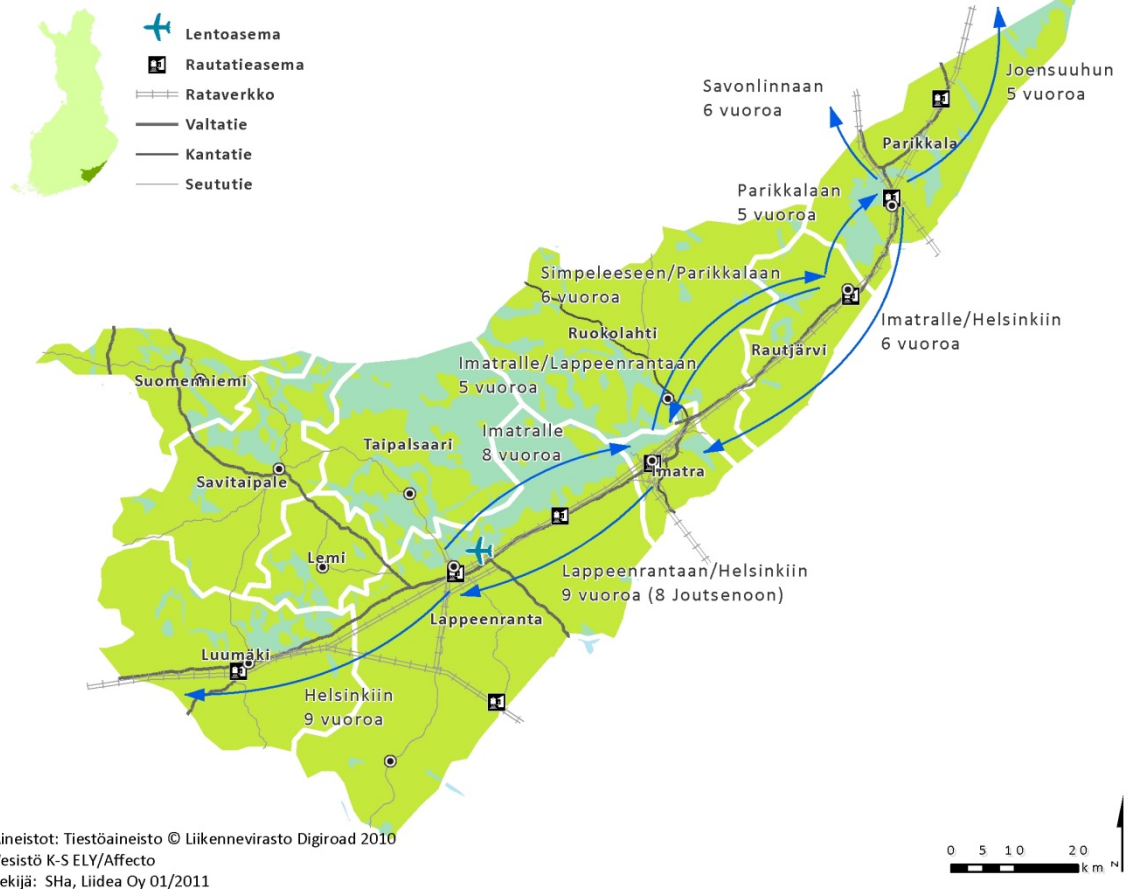 Lentoasema
Rautatieasema
Rataverkko
Valtatie
Kantatie
Seututie
Savonlinnaan
6 vuoroa
Joensuuhun
5 vuoroa
Parikkala
Parikkalaan
5 vuoroa
Simpeleeseen/Parikkalaan
6 vuoroa
Ruokolahti
Imatralle/Helsinkiin
6 vuoroa
Rautjärvi
Imatralle/Lappeenrantaan
5 vuoroa
Suomenniemi
Imatralle
8 vuoroa
Taipalsaari
Savitaipale
Imatra
Lemi
Lappeenrantaan/Helsinkiin
9 vuoroa (8 Joutsenoon)
Lappeenranta
Luumäki
Helsinkiin
9 vuoroa
ineistot: Tiestöaineisto © Liikennevirasto Digiroad 2010
esistö K-S ELY/Affecto
ekijä: SHa, Liidea Oy 01/2011
0 5 10 20
km
N